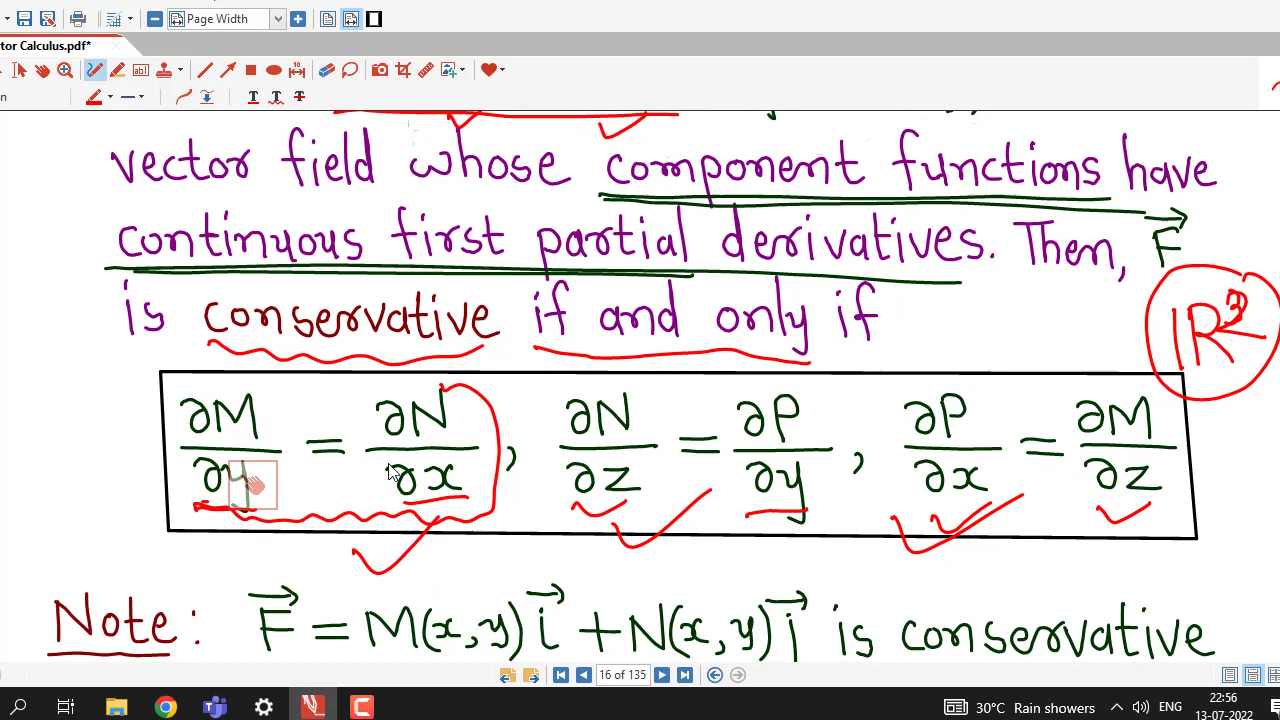 Page Width
tor Calculus.pdf*
n
vector field whose component functions have
continuous first partial derivatives. Then, F⃗
is conservative if and only if
ℝ³
∂M/∂y = ∂N/∂x , ∂N/∂z = ∂P/∂y , ∂P/∂x = ∂M/∂z
Note: F⃗ = M(x,y) i⃗ + N(x,y) j⃗ is conservative
16 of 135
30°C Rain showers ENG 22:56
13-07-2022